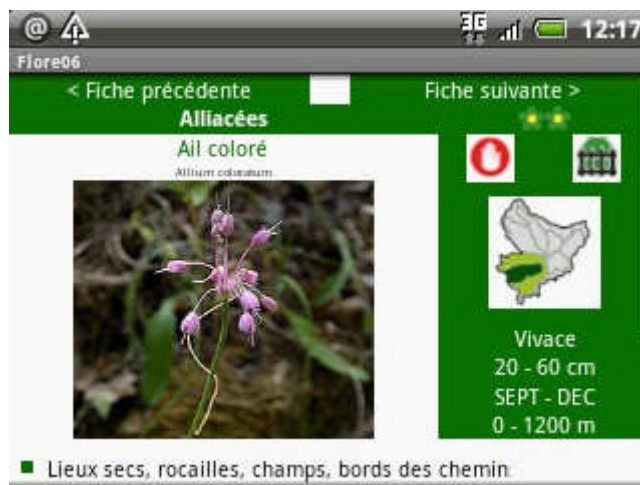 3G
12:17
Flore06
< Fiche précédente
Fiche suivante >
Alliacées
Ail coloré
Allium coloratum
Vivace
20 - 60 cm
SEPT - DEC
0 - 1200 m
Lieux secs, rocailles, champs, bords des chemin